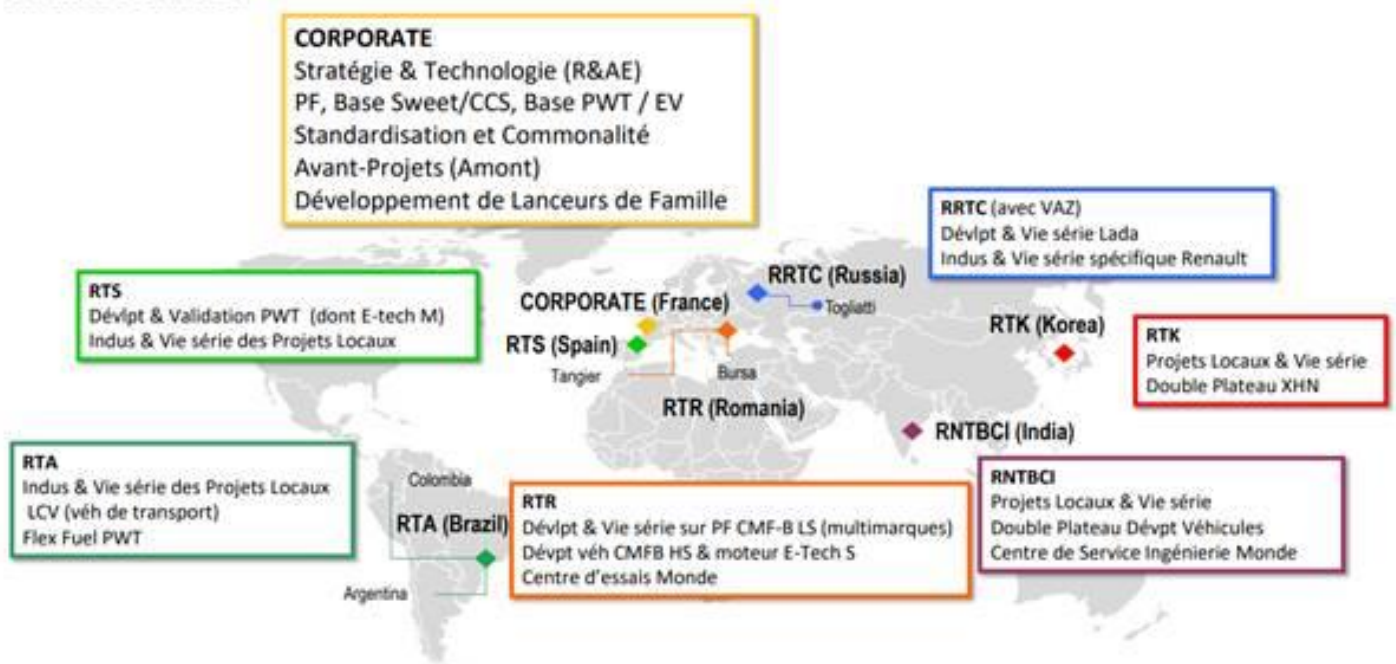 CORPORATE
Stratégie & Technologie (R&AE)
PF, Base Sweet/CCS, Base PWT / EV
Standardisation et Commonalité
Avant-Projets (Amont)
Développement de Lanceurs de Famille
RRTC (avec VAZ)
Dévlpt & Vie série Lada
Indus & Vie série spécifique Renault
RTS
Dévlpt & Validation PWT (dont E-tech M)
Indus & Vie série des Projets Locaux
RRTC (Russia)
Togliatti
CORPORATE (France)
RTS (Spain)
Tangier
Bursa
RTR (Romania)
RTK (Korea)
RTK
Projets Locaux & Vie série
Double Plateau XHN
RNTBCI (India)
RTA
Indus & Vie série des Projets Locaux
LCV (véh de transport)
Flex Fuel PWT
Colombia
RTA (Brazil)
Argentina
RTR
Dévlpt & Vie série sur PF CMF-B LS (multimarques)
Dévpt véh CMFB HS & moteur E-Tech S
Centre d'essais Monde
RNTBCI
Projets Locaux & Vie série
Double Plateau Dévpt Véhicules
Centre de Service Ingénierie Monde